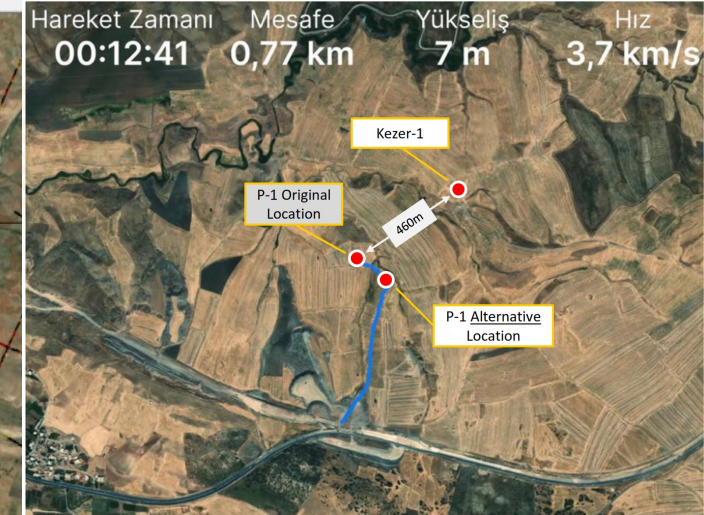 Hareket Zamanı Mesafe Yükseliş Hız
00:12:41 0,77 km 7 m 3,7 km/s
Kezer-1
P-1 Original
Location
460m
P-1 Alternative
Location